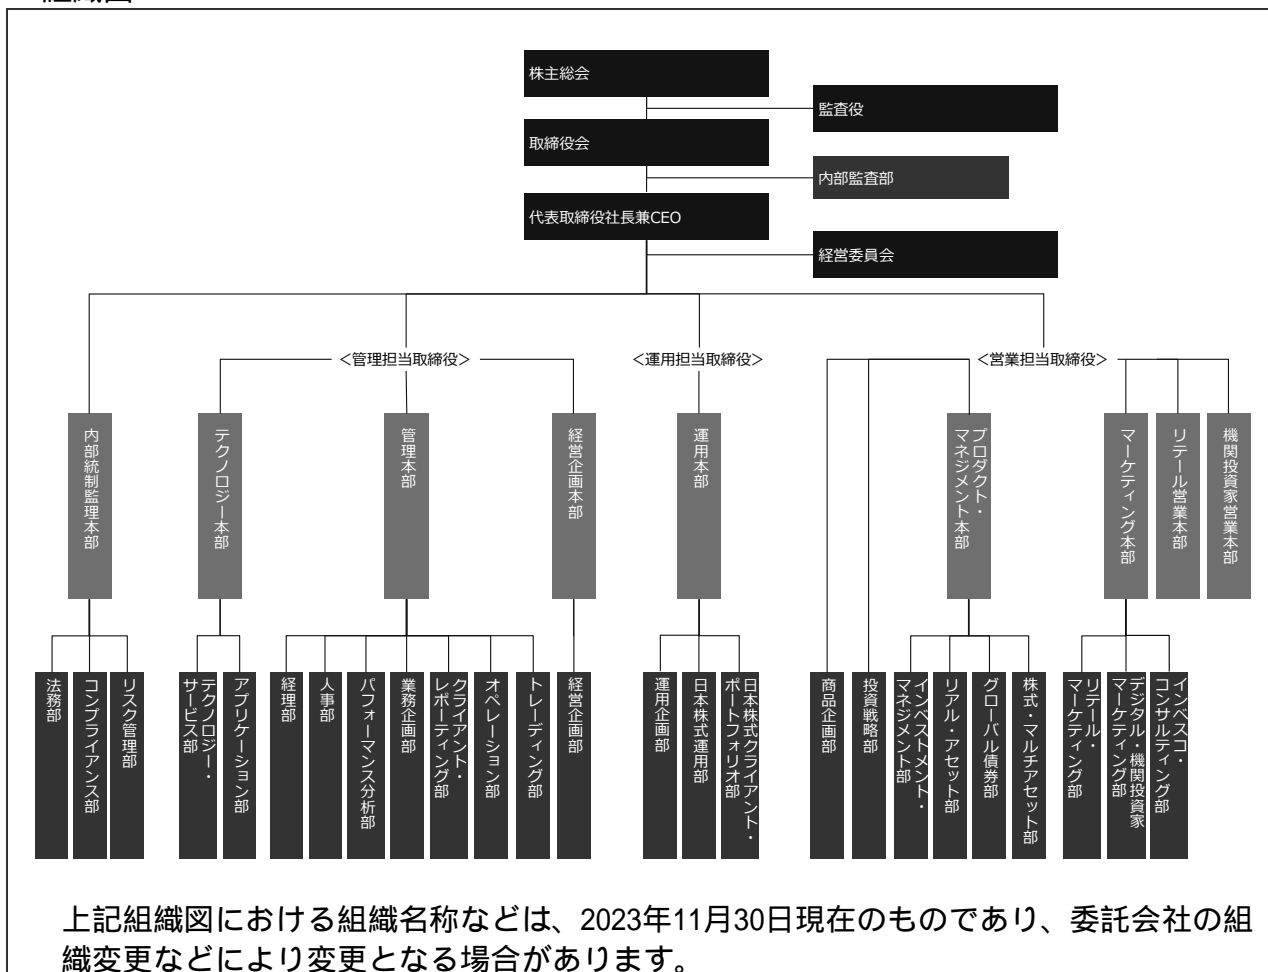 株主総会
監査役
取締役会
内部監査部
代表取締役社長兼CEO
経営委員会
＜管理担当取締役＞
＜運用担当取締役＞
＜営業担当取締役＞
内部統制監理本部
テクノロジー本部
管理本部
経営企画本部
運用本部
プロダクト・
マネジメント本部
マーケティング本部
リテール営業本部
機関投資家営業本部
法務部
コンプライアンス部
リスク管理部
テクノロジー・
サービス部
アプリケーション部
経理部
人事部
パフォーマンス分析部
業務企画部
クライアント・
レポーティング部
オペレーション部
トレーディング部
経営企画部
運用企画部
日本株式運用部
日本株式クライアント・
ポートフォリオ部
商品企画部
投資戦略部
インベストメント・
マネジメント部
リアル・アセット部
グローバル債券部
株式・マルチアセット部
リテール・
マーケティング部
デジタル・機関投資家
マーケティング部
インベスコ・
コンサルティング部
上記組織図における組織名称などは、2023年11月30日現在のものであり、委託会社の組
織変更などにより変更となる場合があります。